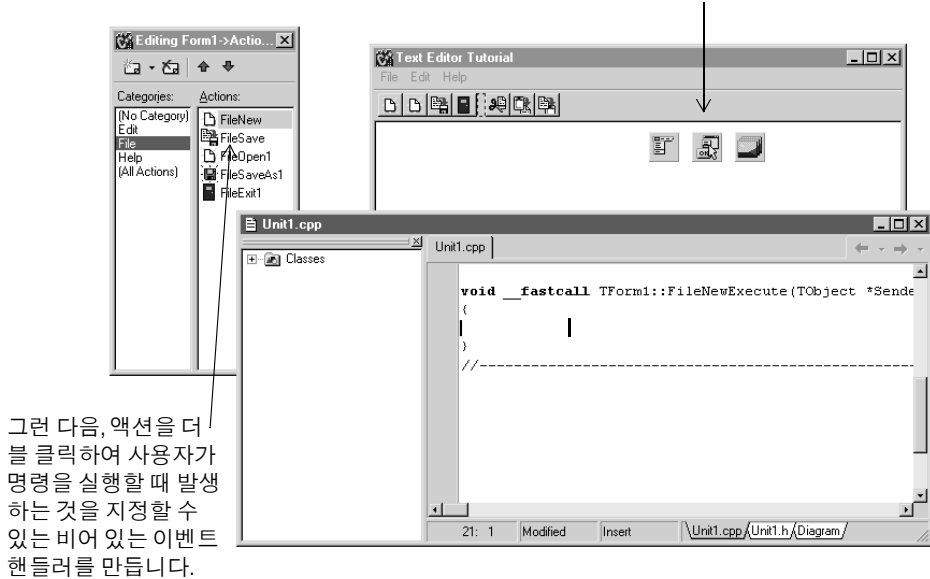 Editing Form1->Actio...
Categories:
Actions:
(No Category)
Edit
File
Help
(All Actions)
FileNew
FileSave
FileOpen1
FileSaveAs1
FileExit1
Text Editor Tutorial
File Edit Help
Unit1.cpp
Classes
Unit1.cpp
void __fastcall TForm1::FileNewExecute(TObject *Sende
{
}
//--------------------------------------------------
21: 1 Modified Insert \Unit1.cpp/Unit1.h/Diagram/
그런 다음, 액션을 더
블 클릭하여 사용자가
명령을 실행할 때 발생
하는 것을 지정할 수
있는 비어 있는 이벤트
핸들러를 만듭니다.